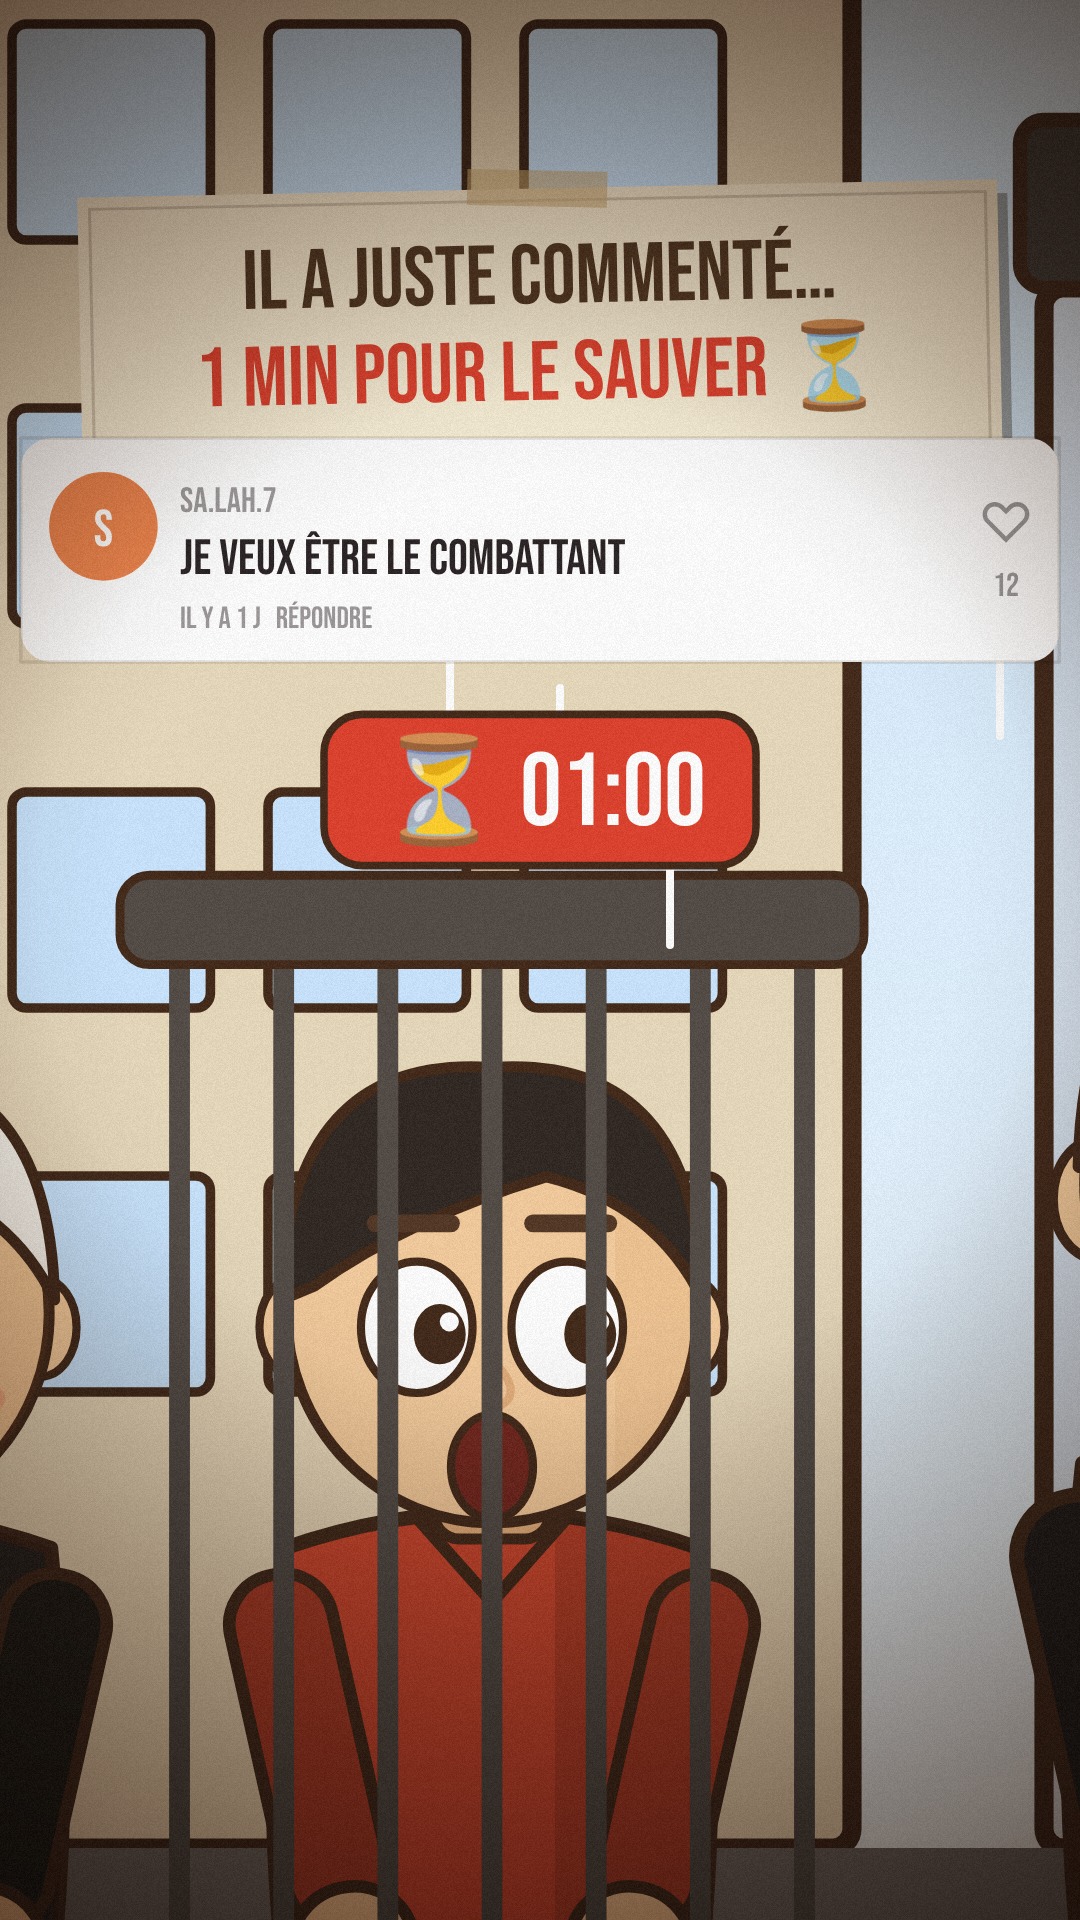 IL A JUSTE COMMENTÉ...
1 MIN POUR LE SAUVER ⏳
S
SA.LAH.7
JE VEUX ÊTRE LE COMBATTANT
IL Y A 1 J RÉPONDRE
12
⏳ 01:00